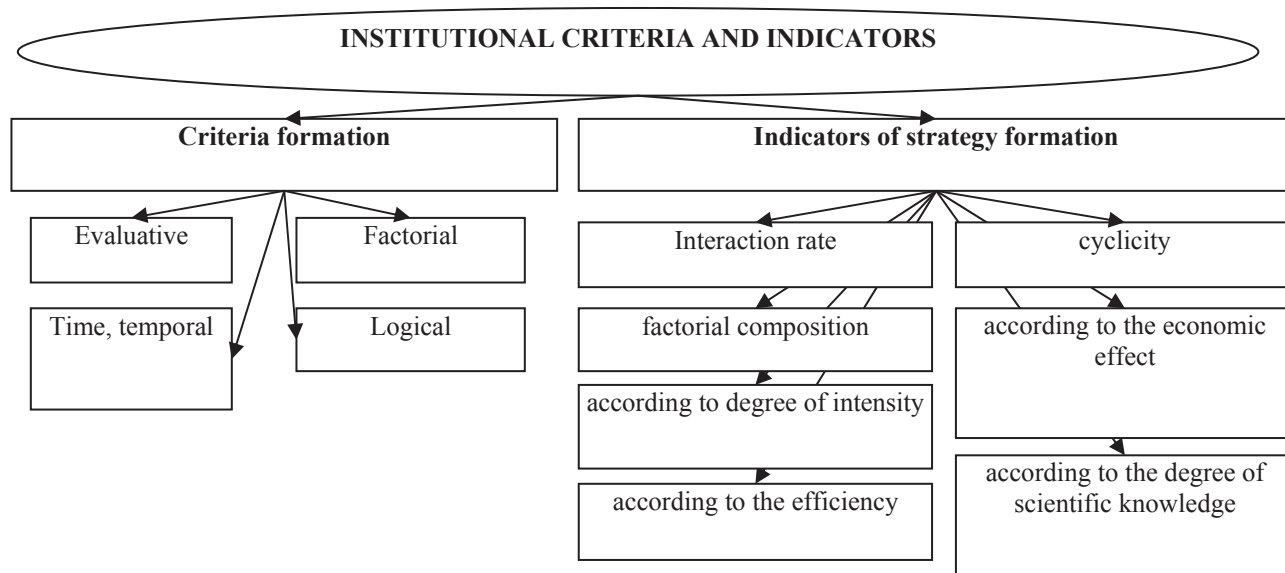 INSTITUTIONAL CRITERIA AND INDICATORS
Criteria formation
Indicators of strategy formation
Evaluative
Factorial
Time, temporal
Logical
Interaction rate
cyclicity
factorial composition
according to the economic
effect
according to degree of intensity
according to the efficiency
according to the degree of
scientific knowledge